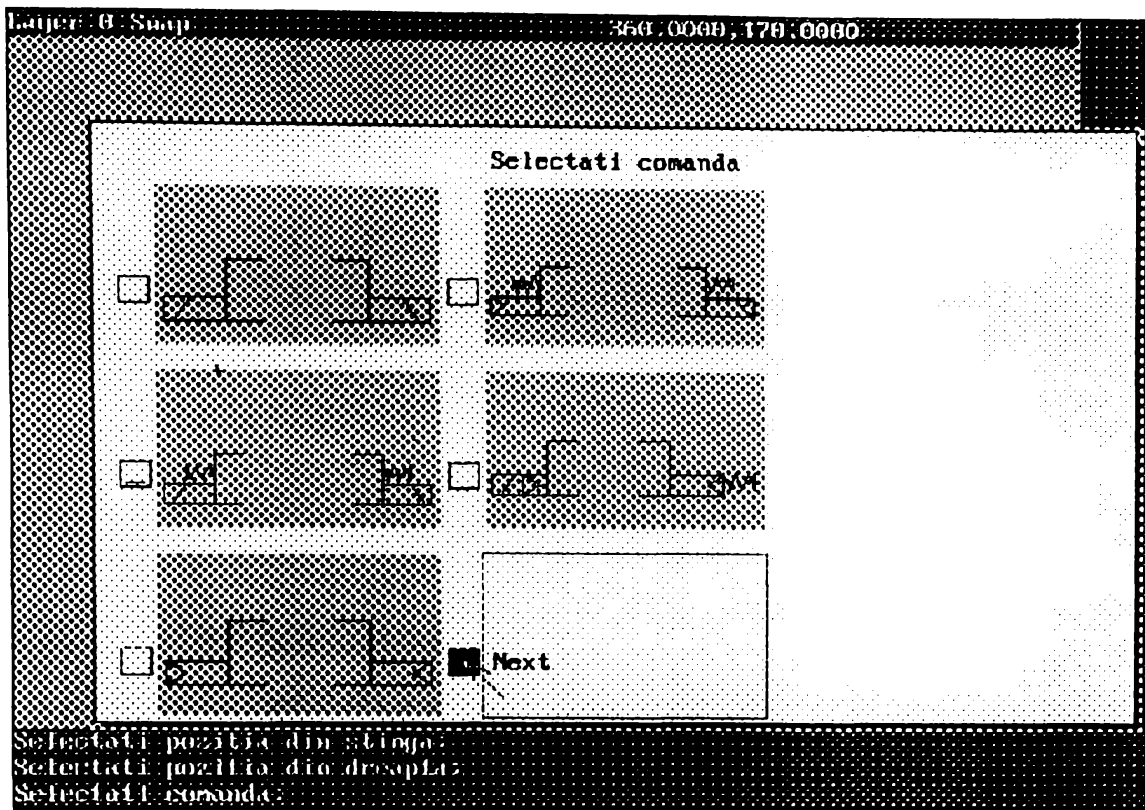 Layer 0 Snap 360.0000,170.0000
Selectati comanda
Next
Selectati pozitia din stinga:
Selectati pozitia din dreapta:
Selectati comanda: